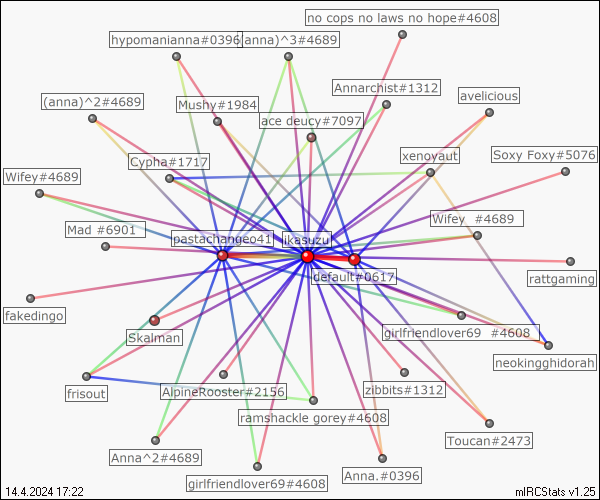 no cops no laws no hope#4608
hypomanianna#0396
(anna)^3#4689
Annarchist#1312
avelicious
(anna)^2#4689
Mushy#1984
ace deucy#7097
Cypha#1717
xenoyaut
Soxy Foxy#5076
Wifey#4689
Wifey #4689
Mad #6901
pastachangeo41
ikasuzu
default#0617
rattgaming
fakedingo
Skalman
girlfriendlover69 #4608
neokingghidorah
frisout
AlpineRooster#2156
zibbits#1312
ramshackle gorey#4608
Toucan#2473
Anna^2#4689
girlfriendlover69#4608
Anna.#0396
14.4.2024 17:22
mIRCStats v1.25